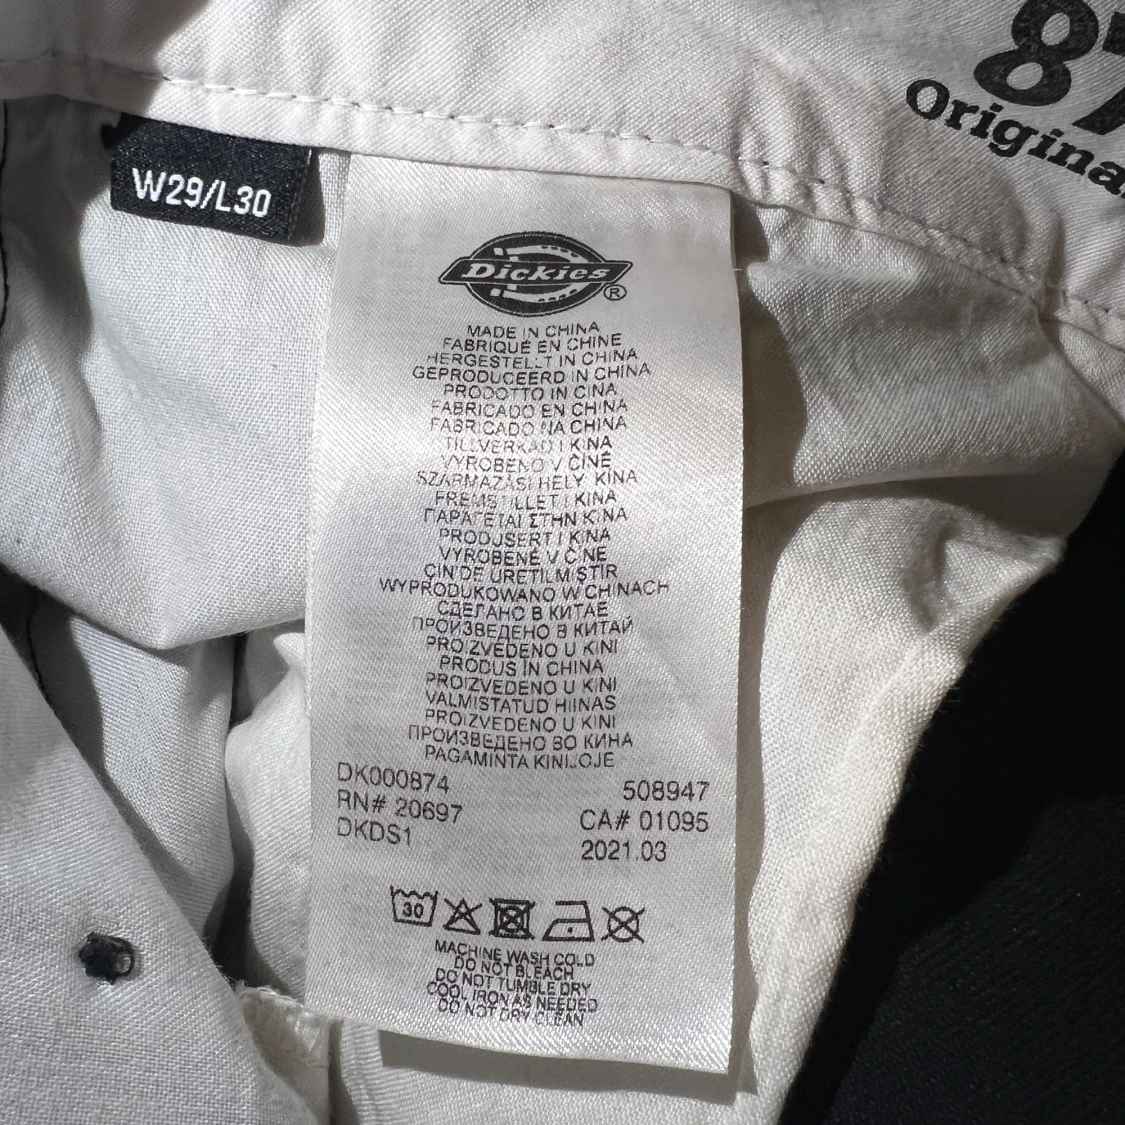 87
Original
W29/L30
Dickies ®
MADE IN CHINA
FABRIQUÉ EN CHINE
HERGESTELLT IN CHINA
GEPRODUCEERD IN CHINA
PRODOTTO IN CINA
FABRICADO EN CHINA
FABRICADO NA CHINA
TILLVERKAD I KINA
VYROBENO V ČÍNĚ
SZÁRMAZÁSI HELY: KÍNA
FREMSTILLET I KINA
ΠΑΡΑΓΕΤΑΙ ΣΤΗΝ ΚΙΝΑ
PRODUSERT I KINA
VYROBENÉ V ČÍNE
ÇİN'DE ÜRETİLMİŞTİR
WYPRODUKOWANO W CHINACH
СДЕЛАНО В КИТАЕ
ПРОИЗВЕДЕНО В КИТАЙ
PROIZVEDENO U KINI
PRODUS ÎN CHINA
PROIZVEDENO U KINI
VALMISTATUD HIINAS
PROIZVEDENO U KINI
ПРОИЗВЕДЕНО ВО КИНА
PAGAMINTA KINIJOJE
DK000874 508947
RN# 20697 CA# 01095
DKDS1 2021.03
30
MACHINE WASH COLD
DO NOT BLEACH
DO NOT TUMBLE DRY
COOL IRON AS NEEDED
DO NOT DRY CLEAN